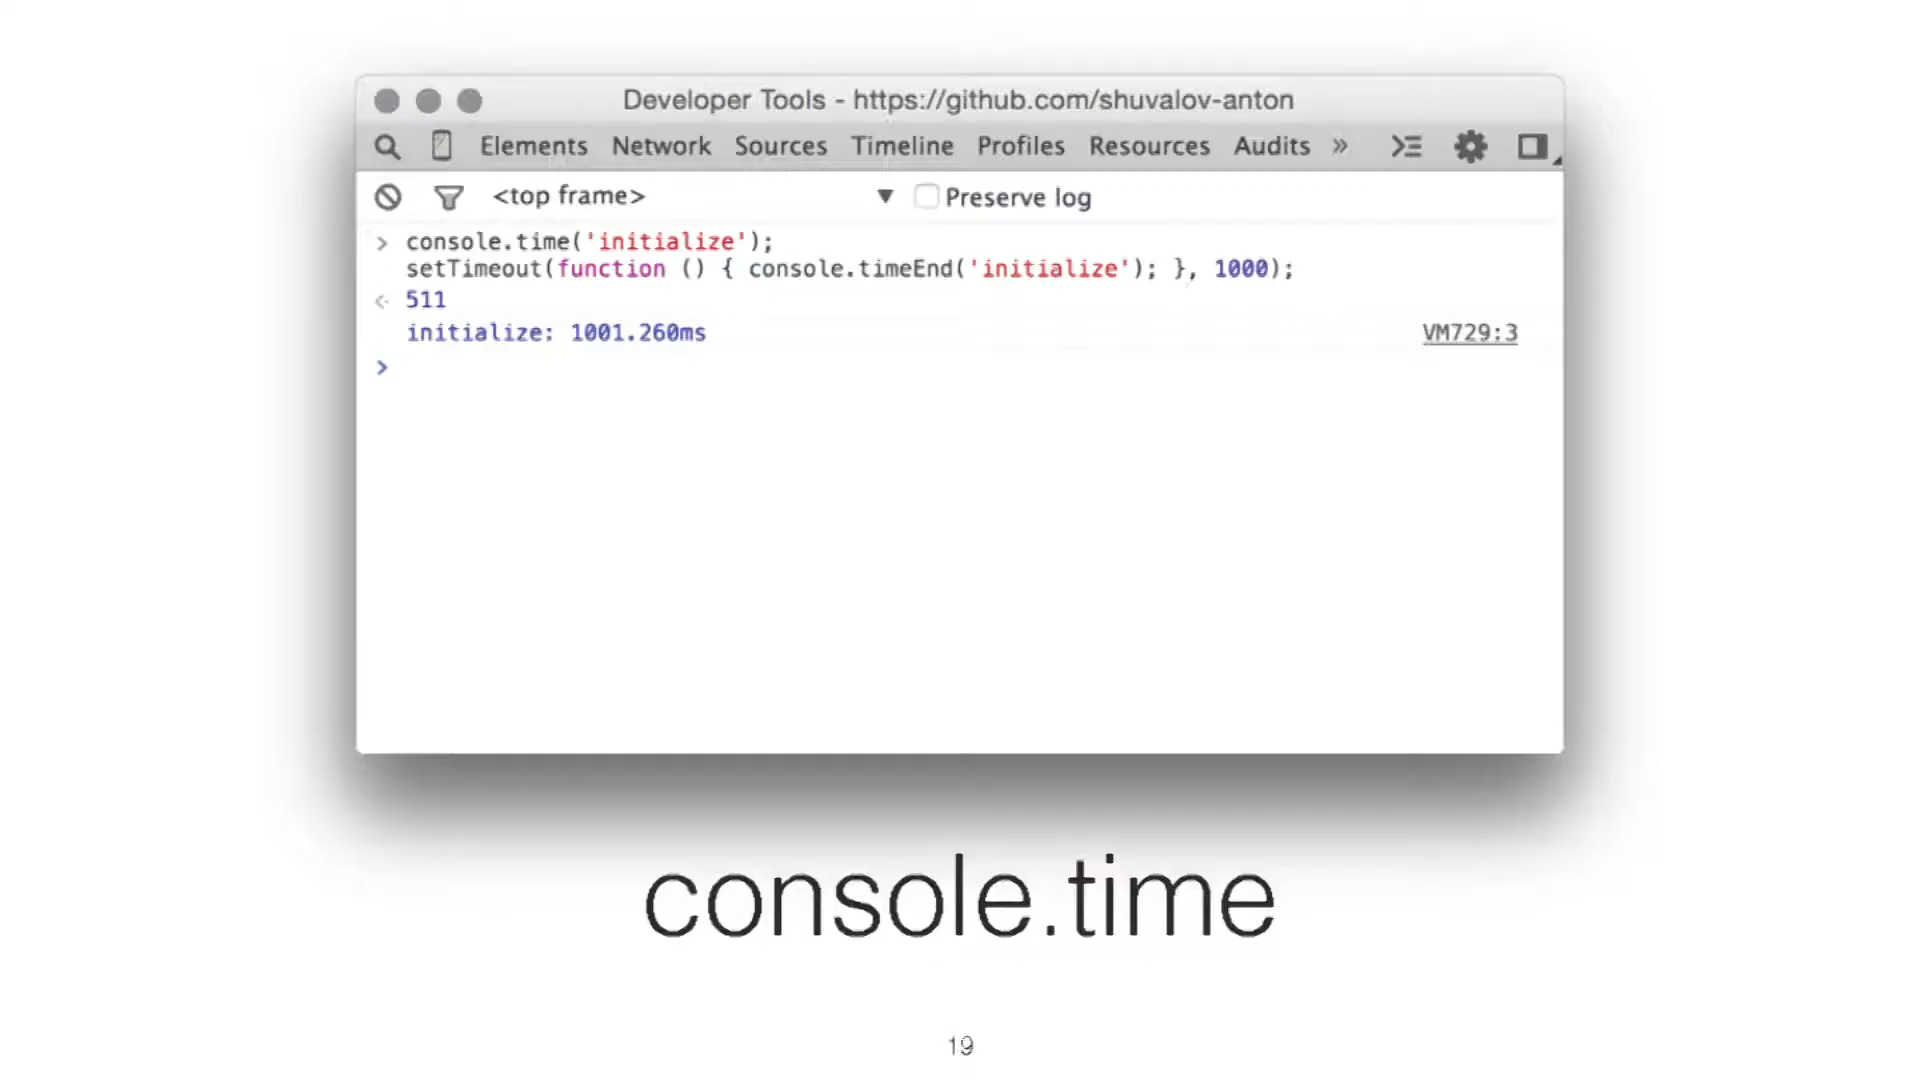 Developer Tools - https://github.com/shuvalov-anton
Elements Network Sources Timeline Profiles Resources Audits »
<top frame> ▼ Preserve log
> console.time('initialize');
setTimeout(function () { console.timeEnd('initialize'); }, 1000);
511
initialize: 1001.260ms VM729:3
>
console.time
19